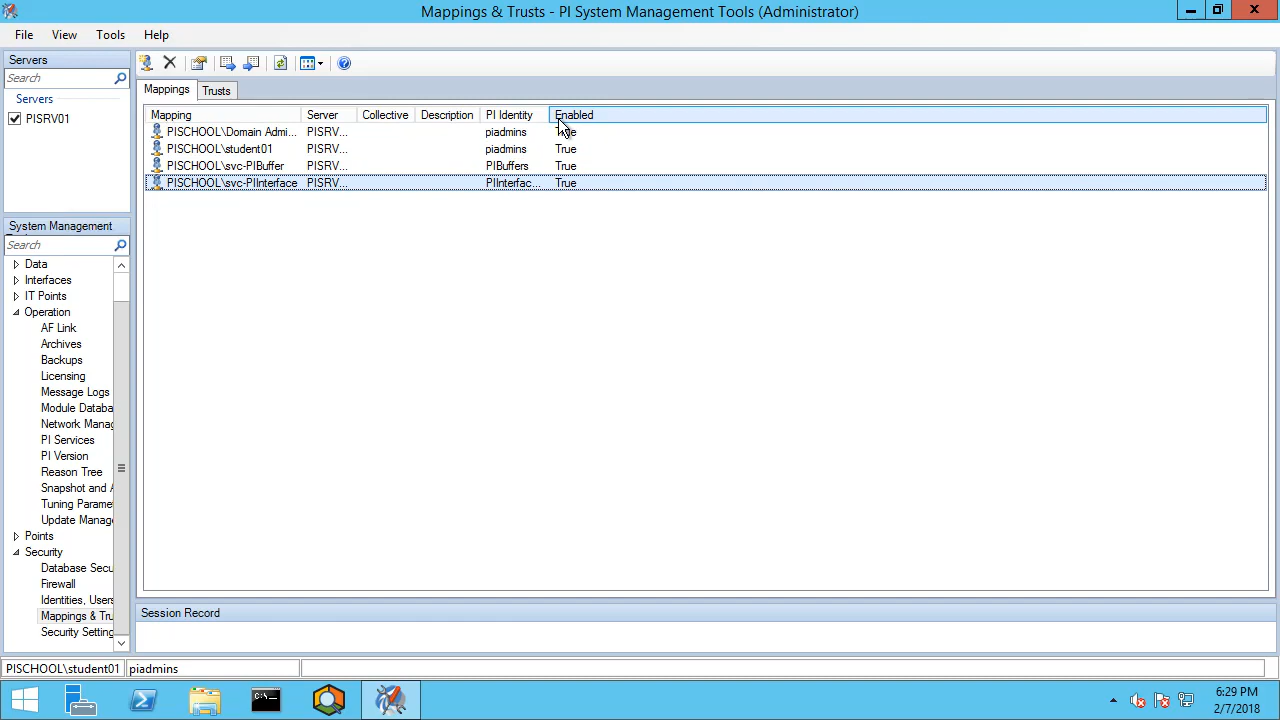 Mappings & Trusts - PI System Management Tools (Administrator)
File View Tools Help
Servers
Search
Servers
PISRV01
System Management
Search
Data
Interfaces
IT Points
Operation
AF Link
Archives
Backups
Licensing
Message Logs
Module Databa
Network Manag
PI Services
PI Version
Reason Tree
Snapshot and A
Tuning Parame
Update Manag
Points
Security
Database Secu
Firewall
Identities, Users
Mappings & Tru
Security Setting
Mappings Trusts
Mapping Server Collective Description PI Identity Enabled
PISCHOOL\Domain Admi... PISRV... piadmins True
PISCHOOL\student01 PISRV... piadmins True
PISCHOOL\svc-PIBuffer PISRV... PIBuffers True
PISCHOOL\svc-PIInterface PISRV... PIInterfac... True
Session Record
PISCHOOL\student01 piadmins
6:29 PM
2/7/2018